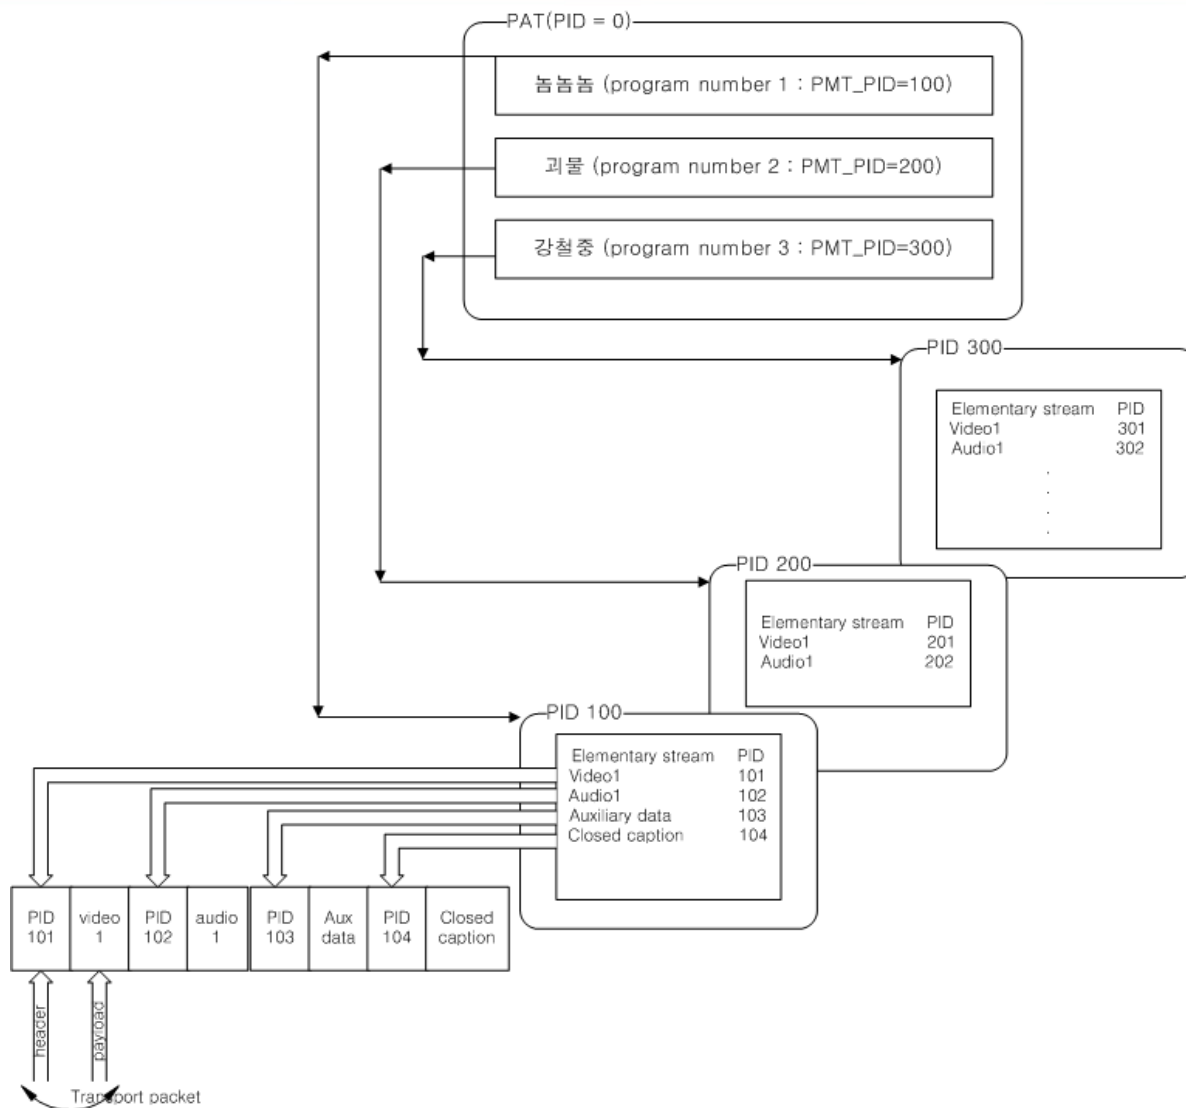 PAT(PID = 0)
놈놈놈 (program number 1 : PMT_PID=100)
괴물 (program number 2 : PMT_PID=200)
강철중 (program number 3 : PMT_PID=300)
PID 300
Elementary stream PID
Video1 301
Audio1 302
.
.
.
.
PID 200
Elementary stream PID
Video1 201
Audio1 202
PID 100
Elementary stream PID
Video1 101
Audio1 102
Auxiliary data 103
Closed caption 104
PID 101
video 1
PID 102
audio 1
PID 103
Aux data
PID 104
Closed caption
header
payload
Transport packet